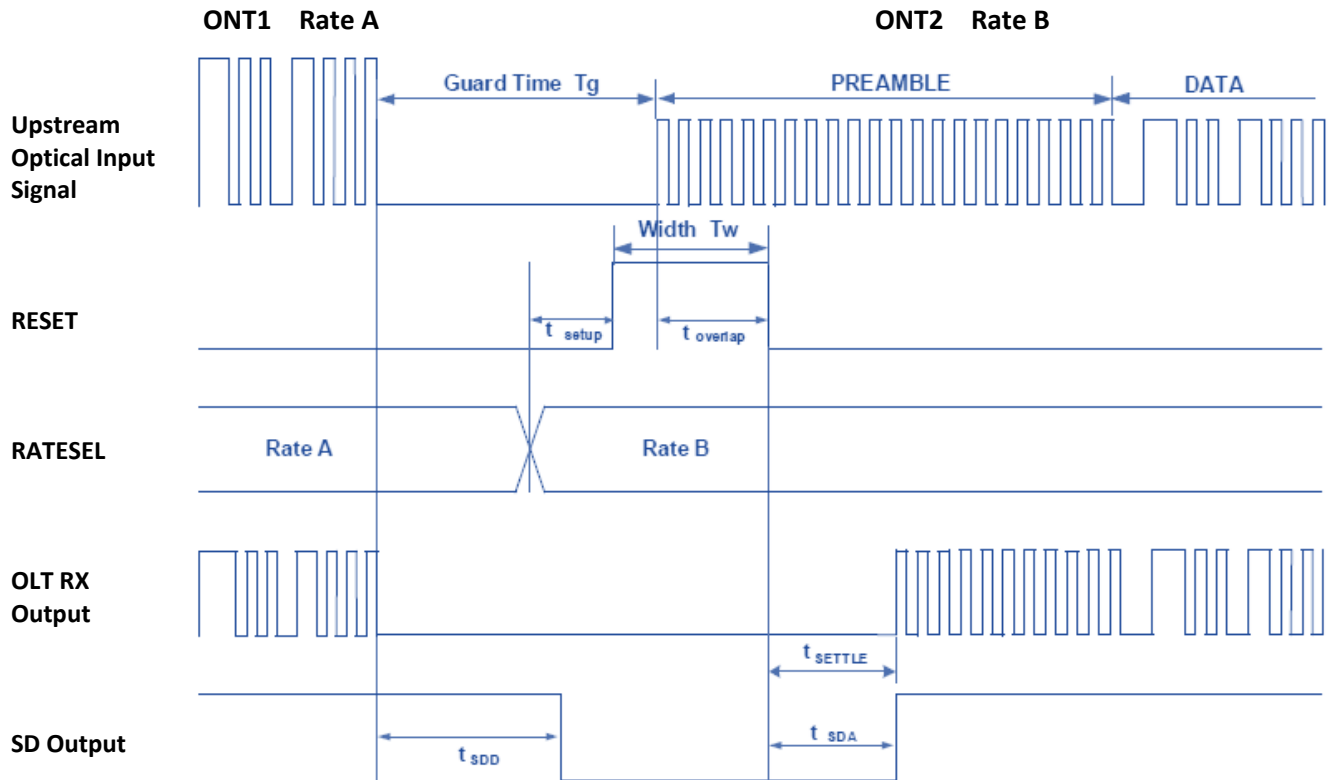 ONT1 Rate A
ONT2 Rate B
Guard Time Tg
PREAMBLE
DATA
Upstream
Optical Input
Signal
Width Tw
RESET
t setup
t overlap
RATESEL
Rate A
Rate B
OLT RX
Output
t SETTLE
SD Output
t SDD
t SDA